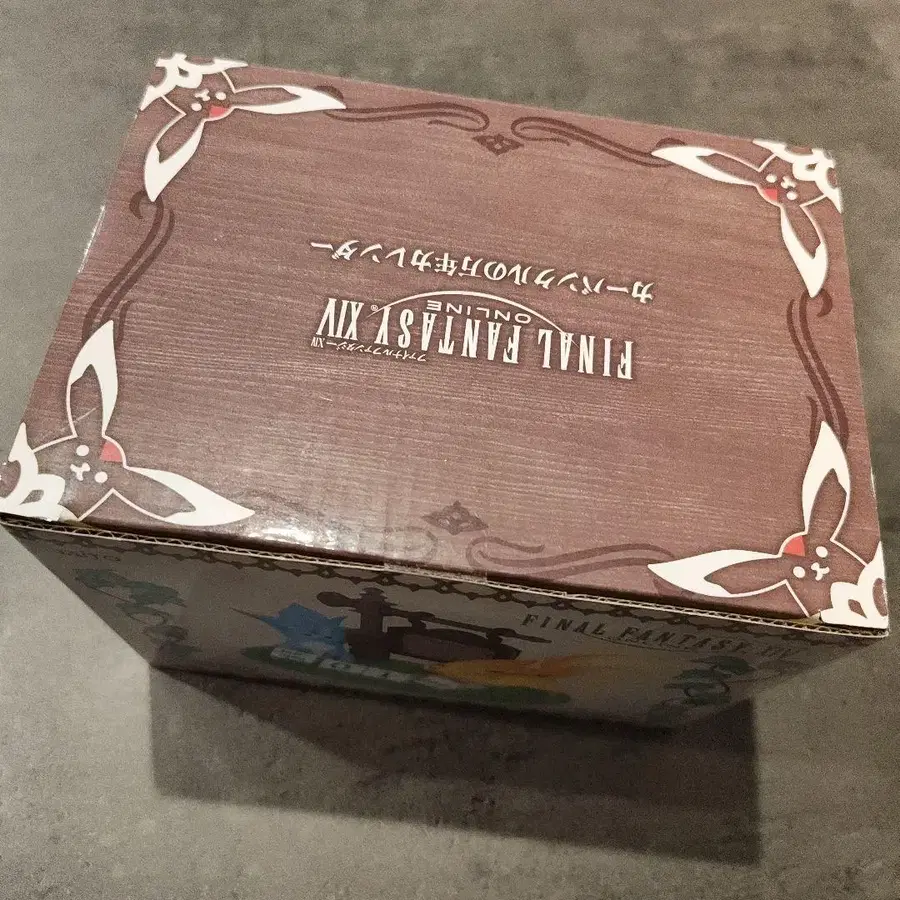 ファイナルファンタジーXIV
FINAL FANTASY XIV®
ONLINE
カーバンクルの万年カレンダー
TAITO
FINAL FANTASY XIV